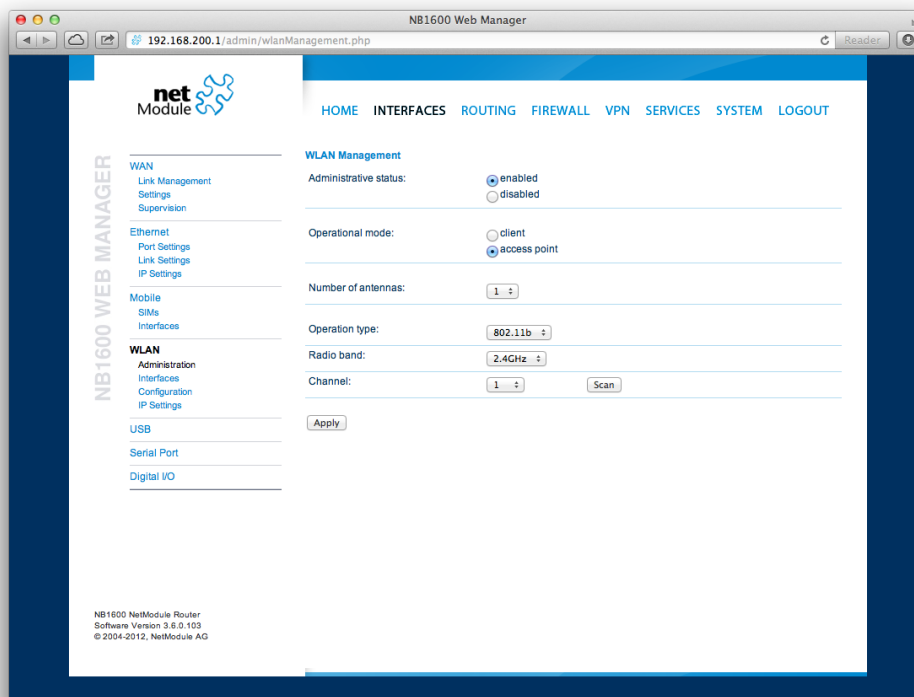 NB1600 Web Manager
192.168.200.1/admin/wlanManagement.php
Reader
net
Module
HOME INTERFACES ROUTING FIREWALL VPN SERVICES SYSTEM LOGOUT
NB1600 WEB MANAGER
WAN
Link Management
Settings
Supervision
Ethernet
Port Settings
Link Settings
IP Settings
Mobile
SIMs
Interfaces
WLAN
Administration
Interfaces
Configuration
IP Settings
USB
Serial Port
Digital I/O
WLAN Management
Administrative status: enabled
disabled
Operational mode: client
access point
Number of antennas: 1
Operation type: 802.11b
Radio band: 2.4GHz
Channel: 1 Scan
Apply
NB1600 NetModule Router
Software Version 3.6.0.103
© 2004-2012, NetModule AG